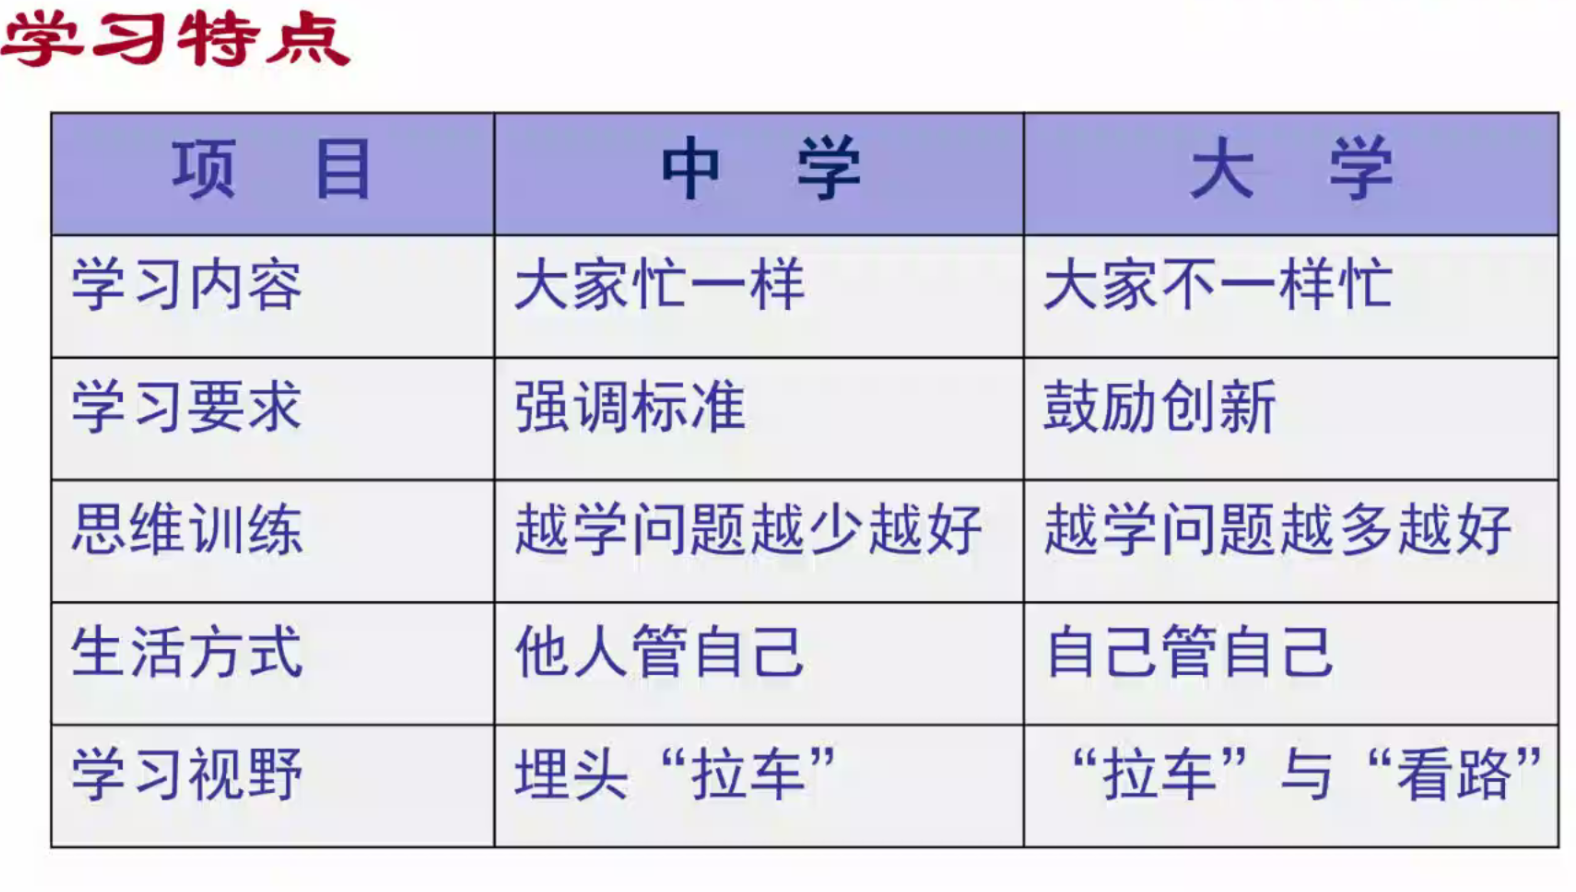 学习特点
项 目 中 学 大 学
学习内容 大家忙一样 大家不一样忙
学习要求 强调标准 鼓励创新
思维训练 越学问题越少越好 越学问题越多越好
生活方式 他人管自己 自己管自己
学习视野 埋头“拉车” “拉车”与“看路”